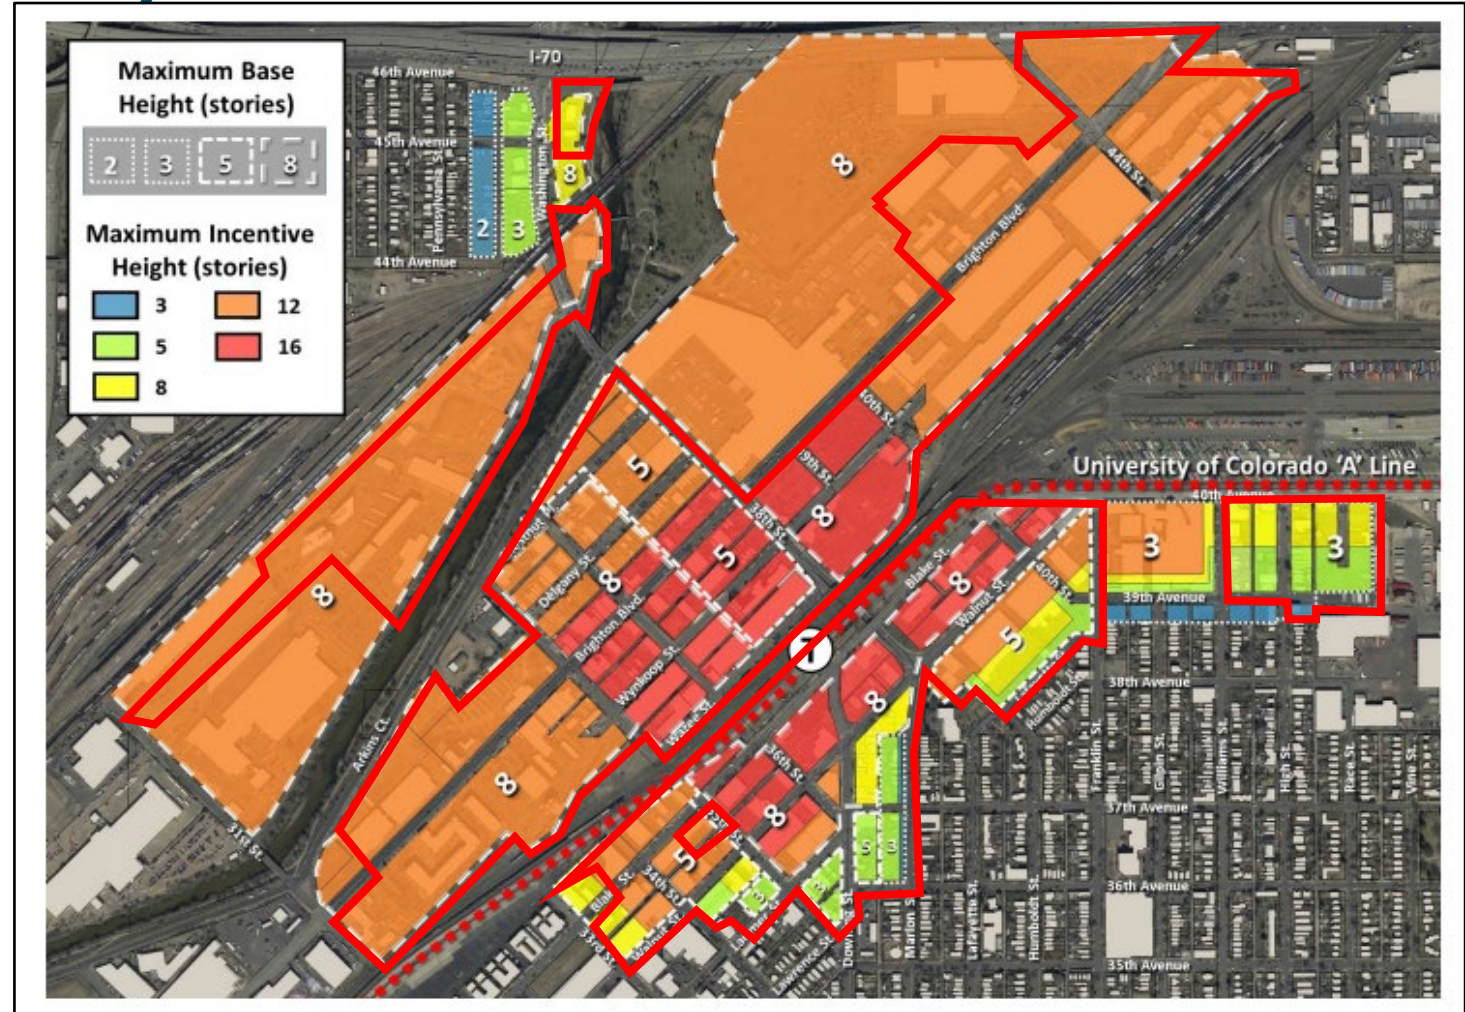 Maximum Base
Height (stories)
2 3 5 8
Maximum Incentive
Height (stories)
3 12
5 16
8
I-70
46th Avenue
45th Avenue
44th Avenue
Pennsylvania St.
Washington St.
2
3
8
8
44th St.
Brighton Blvd.
40th St.
39th St.
38th St.
8
5
5
8
Delgany St.
Brighton Blvd.
Wynkoop St.
Wazee St.
8
Arkins Ct.
31st St.
8
University of Colorado 'A' Line
40th Avenue
3
3
39th Avenue
Blake St.
8
Walnut St.
40th St.
5
Humboldt St.
38th Avenue
Franklin St.
Gilpin St.
Williams St.
High St.
Race St.
Vine St.
T
8
36th St.
8
5
34th St.
33rd St.
Walnut St.
3
3
5
3
Lawrence St.
37th Avenue
36th Avenue
35th Avenue
Marion St.
Lafayette St.
Humboldt St.